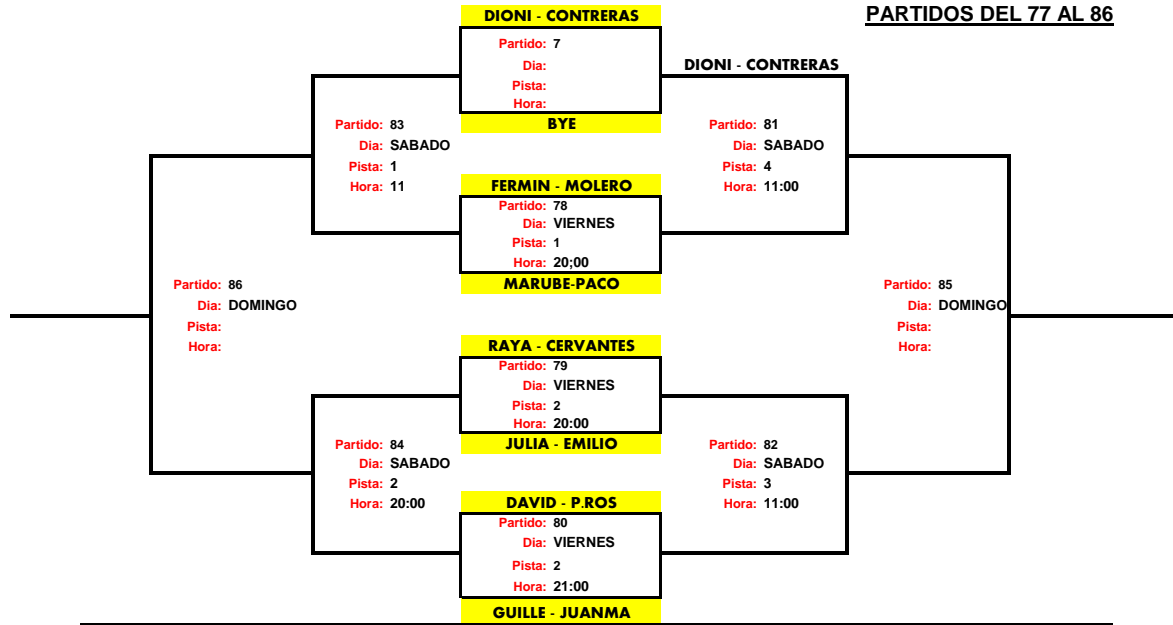 DIONI - CONTRERAS
PARTIDOS DEL 77 AL 86
Partido: 7
Dia:
Pista:
Hora:
BYE
DIONI - CONTRERAS
Partido: 83
Dia: SABADO
Pista: 1
Hora: 11
Partido: 81
Dia: SABADO
Pista: 4
Hora: 11:00
FERMIN - MOLERO
Partido: 78
Dia: VIERNES
Pista: 1
Hora: 20;00
MARUBE-PACO
Partido: 86
Dia: DOMINGO
Pista:
Hora:
Partido: 85
Dia: DOMINGO
Pista:
Hora:
RAYA - CERVANTES
Partido: 79
Dia: VIERNES
Pista: 2
Hora: 20:00
JULIA - EMILIO
Partido: 84
Dia: SABADO
Pista: 2
Hora: 20:00
Partido: 82
Dia: SABADO
Pista: 3
Hora: 11:00
DAVID - P.ROS
Partido: 80
Dia: VIERNES
Pista: 2
Hora: 21:00
GUILLE - JUANMA